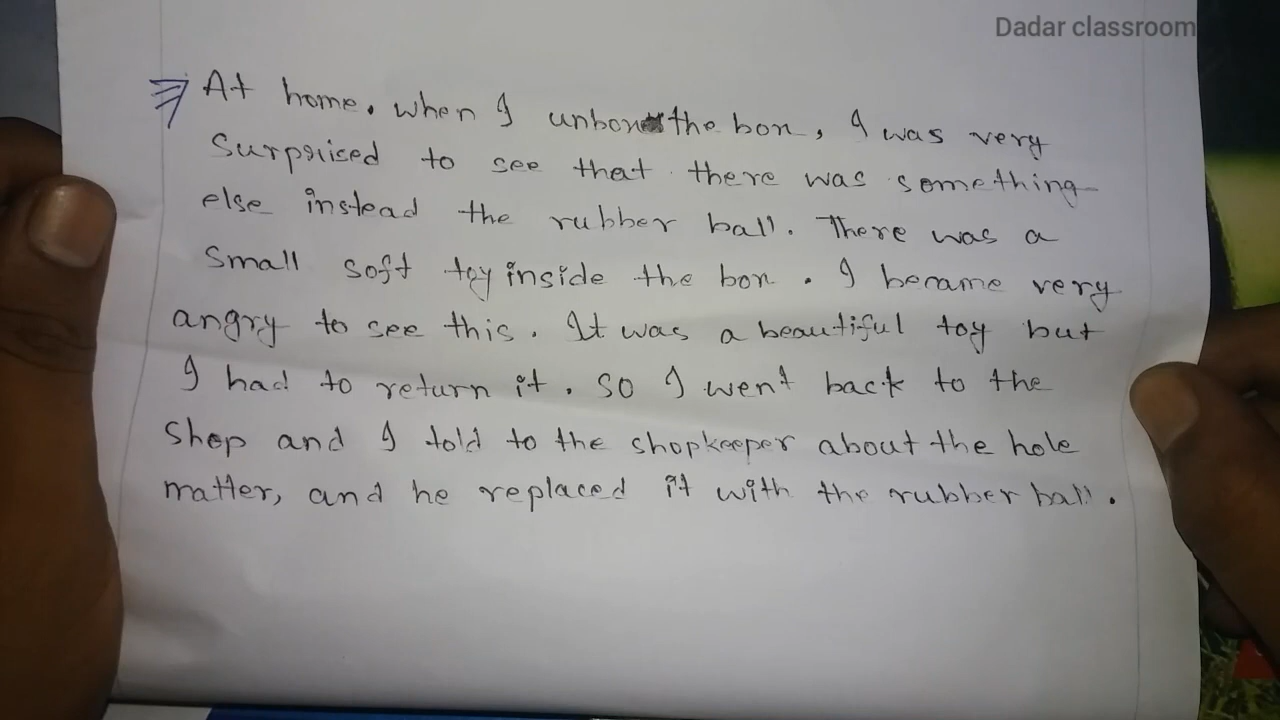 Dadar classroom
⇒ At home, when I unbox the box, I was very
Surprised to see that there was something
else instead the rubber ball. There was a
Small soft toy inside the box. I became very
angry to see this. It was a beautiful toy but
I had to return it. So I went back to the
Shop and I told to the shopkeeper about the hole
matter, and he replaced it with the rubber ball.